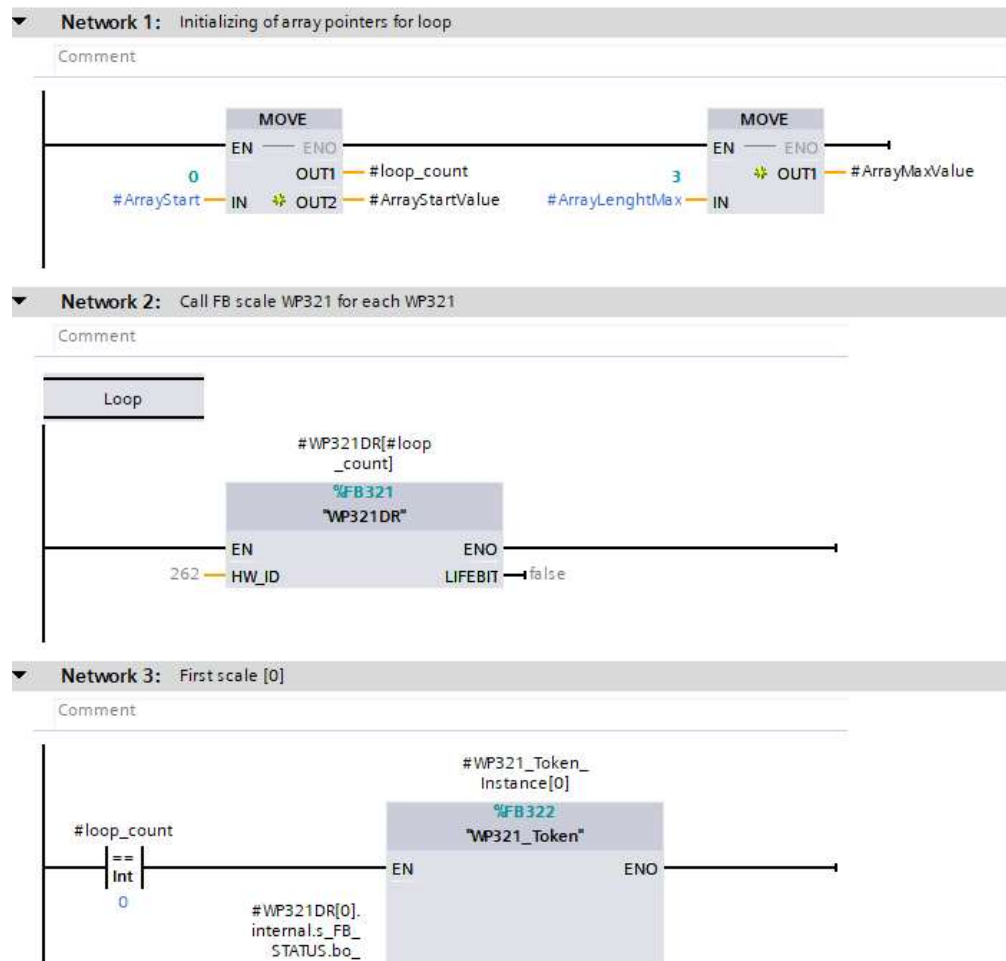 Network 1: Initializing of array pointers for loop
Comment
MOVE
EN ENO
0
#ArrayStart IN
OUT1 #loop_count
OUT2 #ArrayStartValue
MOVE
EN ENO
3
#ArrayLenghtMax IN
OUT1 #ArrayMaxValue
Network 2: Call FB scale WP321 for each WP321
Comment
Loop
#WP321DR[#loop
_count]
%FB321
"WP321DR"
EN ENO
262 HW_ID LIFEBIT false
Network 3: First scale [0]
Comment
#WP321_Token_
Instance[0]
%FB322
"WP321_Token"
#loop_count
==
Int
0
EN ENO
#WP321DR[0].
internal.s_FB_
STATUS.bo_